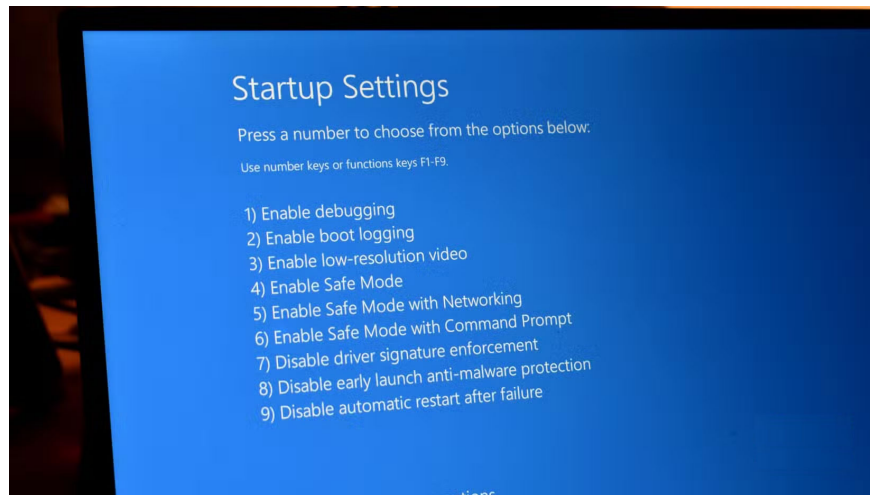 Startup Settings
Press a number to choose from the options below:
Use number keys or functions keys F1-F9.
1) Enable debugging
2) Enable boot logging
3) Enable low-resolution video
4) Enable Safe Mode
5) Enable Safe Mode with Networking
6) Enable Safe Mode with Command Prompt
7) Disable driver signature enforcement
8) Disable early launch anti-malware protection
9) Disable automatic restart after failure